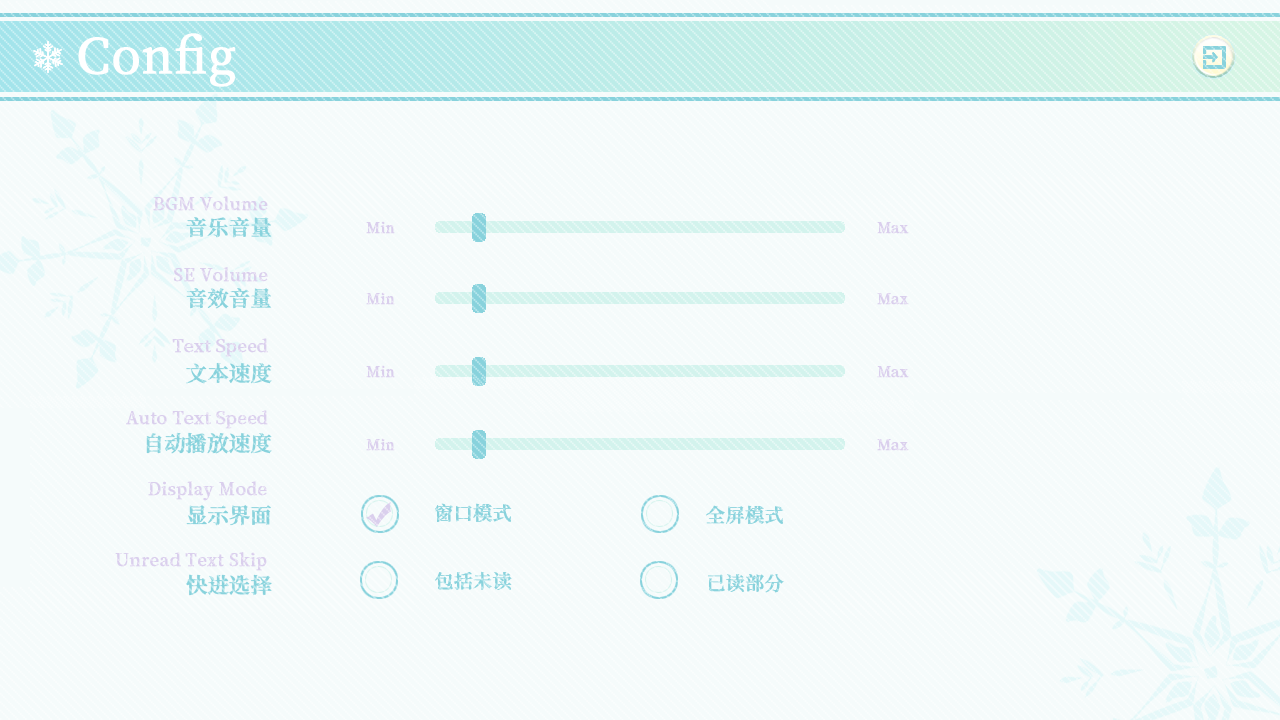 Config
BGM Volume
音乐音量 Min Max
SE Volume
音效音量 Min Max
Text Speed
文本速度 Min Max
Auto Text Speed
自动播放速度 Min Max
Display Mode
显示界面 窗口模式 全屏模式
Unread Text Skip
快进选择 包括未读 已读部分